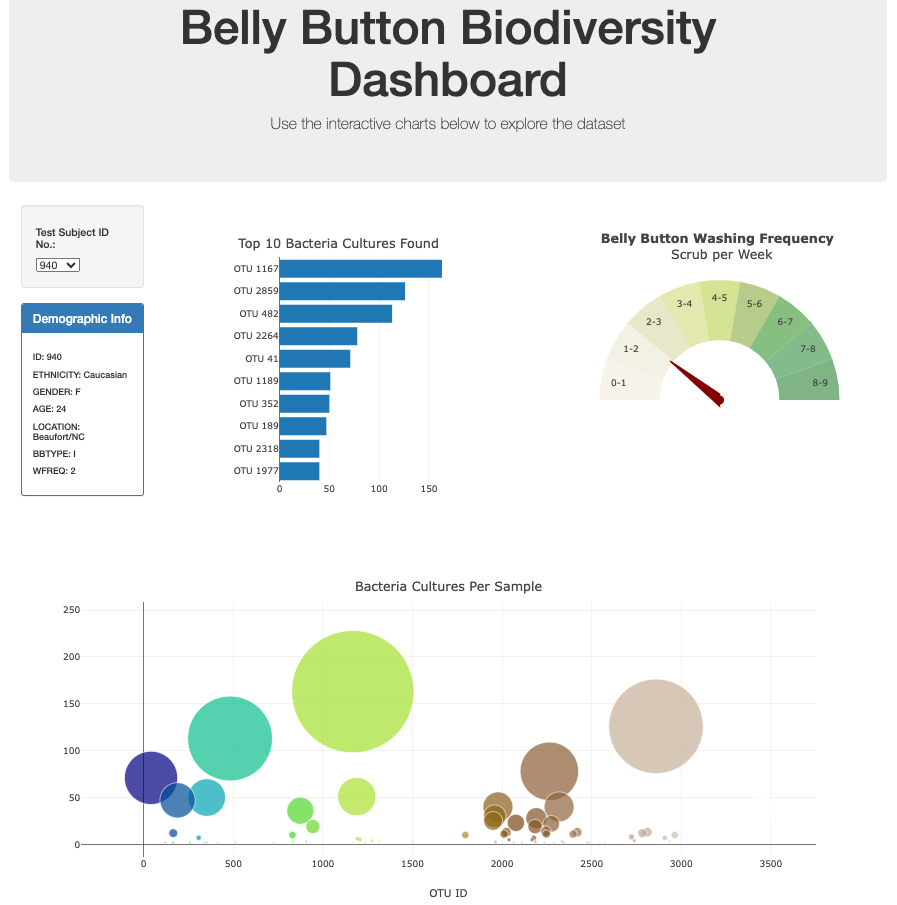 Belly Button Biodiversity
Dashboard
Use the interactive charts below to explore the dataset
Test Subject ID
No.:
940
Demographic Info
ID: 940
ETHNICITY: Caucasian
GENDER: F
AGE: 24
LOCATION:
Beaufort/NC
BBTYPE: I
WFREQ: 2
Top 10 Bacteria Cultures Found
OTU 1167
OTU 2859
OTU 482
OTU 2264
OTU 41
OTU 1189
OTU 352
OTU 189
OTU 2318
OTU 1977
0 50 100 150
Belly Button Washing Frequency
Scrub per Week
0-1
1-2
2-3
3-4
4-5
5-6
6-7
7-8
8-9
Bacteria Cultures Per Sample
250
200
150
100
50
0
0 500 1000 1500 2000 2500 3000 3500
OTU ID